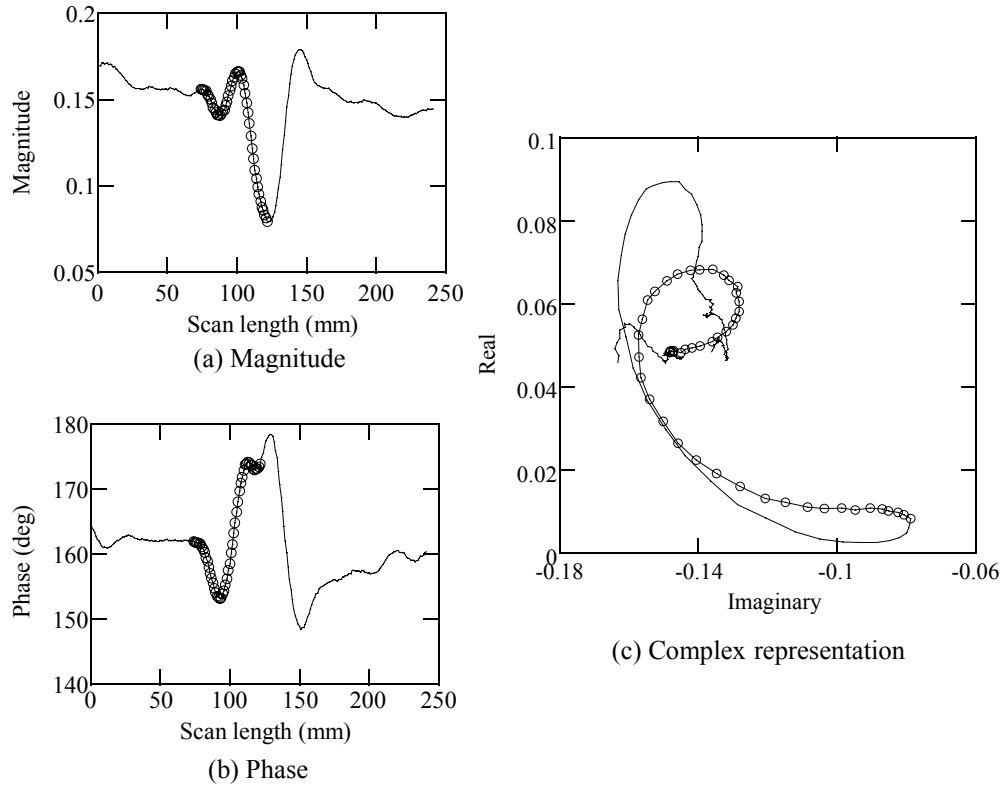 0.2
0.15
0.1
0.05
Magnitude
0 50 100 150 200 250
Scan length (mm)
(a) Magnitude
180
170
160
150
140
Phase (deg)
0 50 100 150 200 250
Scan length (mm)
(b) Phase
0.1
0.08
0.06
0.04
0.02
0
Real
-0.18 -0.14 -0.1 -0.06
Imaginary
(c) Complex representation